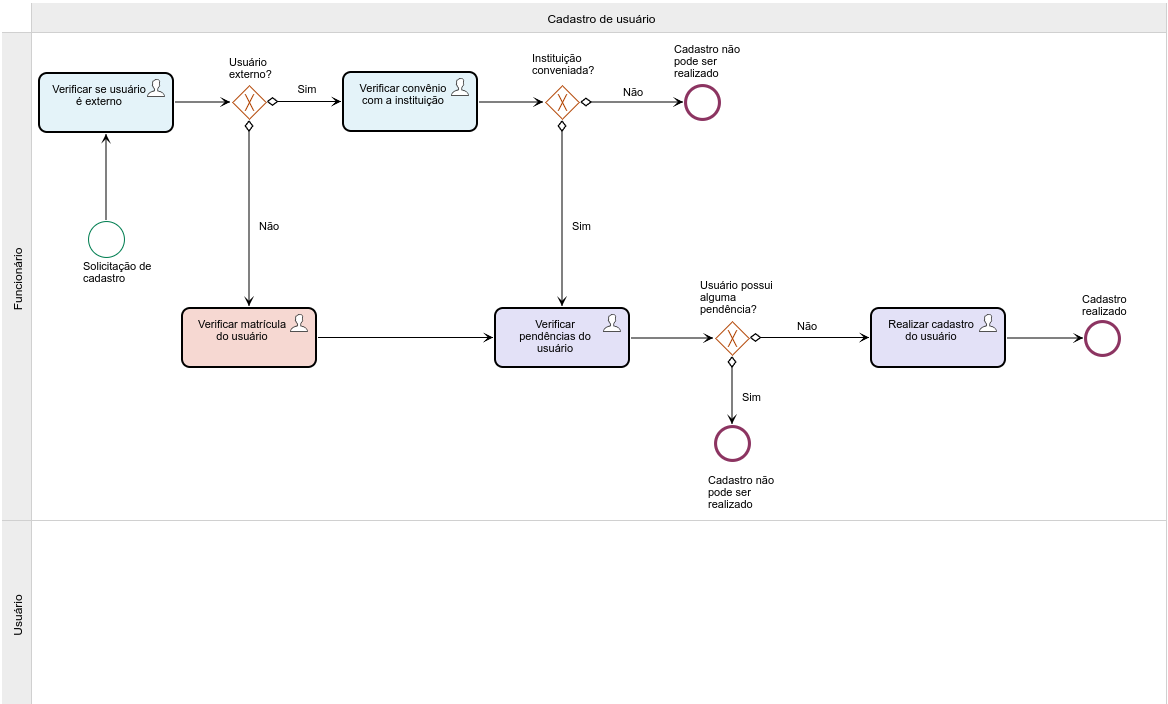 Cadastro de usuário
Funcionário
Verificar se usuário
é externo
Usuário
externo?
Sim
Verificar convênio
com a instituição
Instituição
conveniada?
Não
Cadastro não
pode ser
realizado
Não
Sim
Solicitação de
cadastro
Verificar matrícula
do usuário
Verificar
pendências do
usuário
Usuário possui
alguma
pendência?
Não
Realizar cadastro
do usuário
Cadastro
realizado
Sim
Cadastro não
pode ser
realizado
Usuário